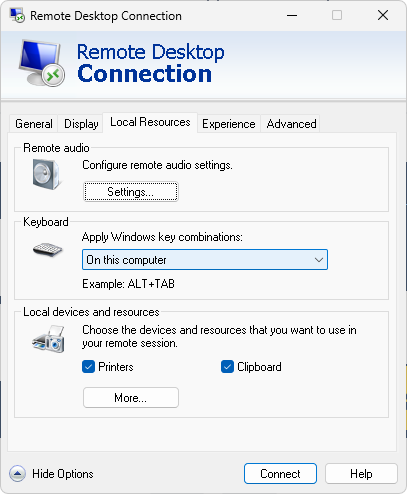 Remote Desktop Connection
Remote Desktop
Connection
General Display Local Resources Experience Advanced
Remote audio
Configure remote audio settings.
Settings...
Keyboard
Apply Windows key combinations:
On this computer
Example: ALT+TAB
Local devices and resources
Choose the devices and resources that you want to use in
your remote session.
Printers Clipboard
More...
Hide Options Connect Help